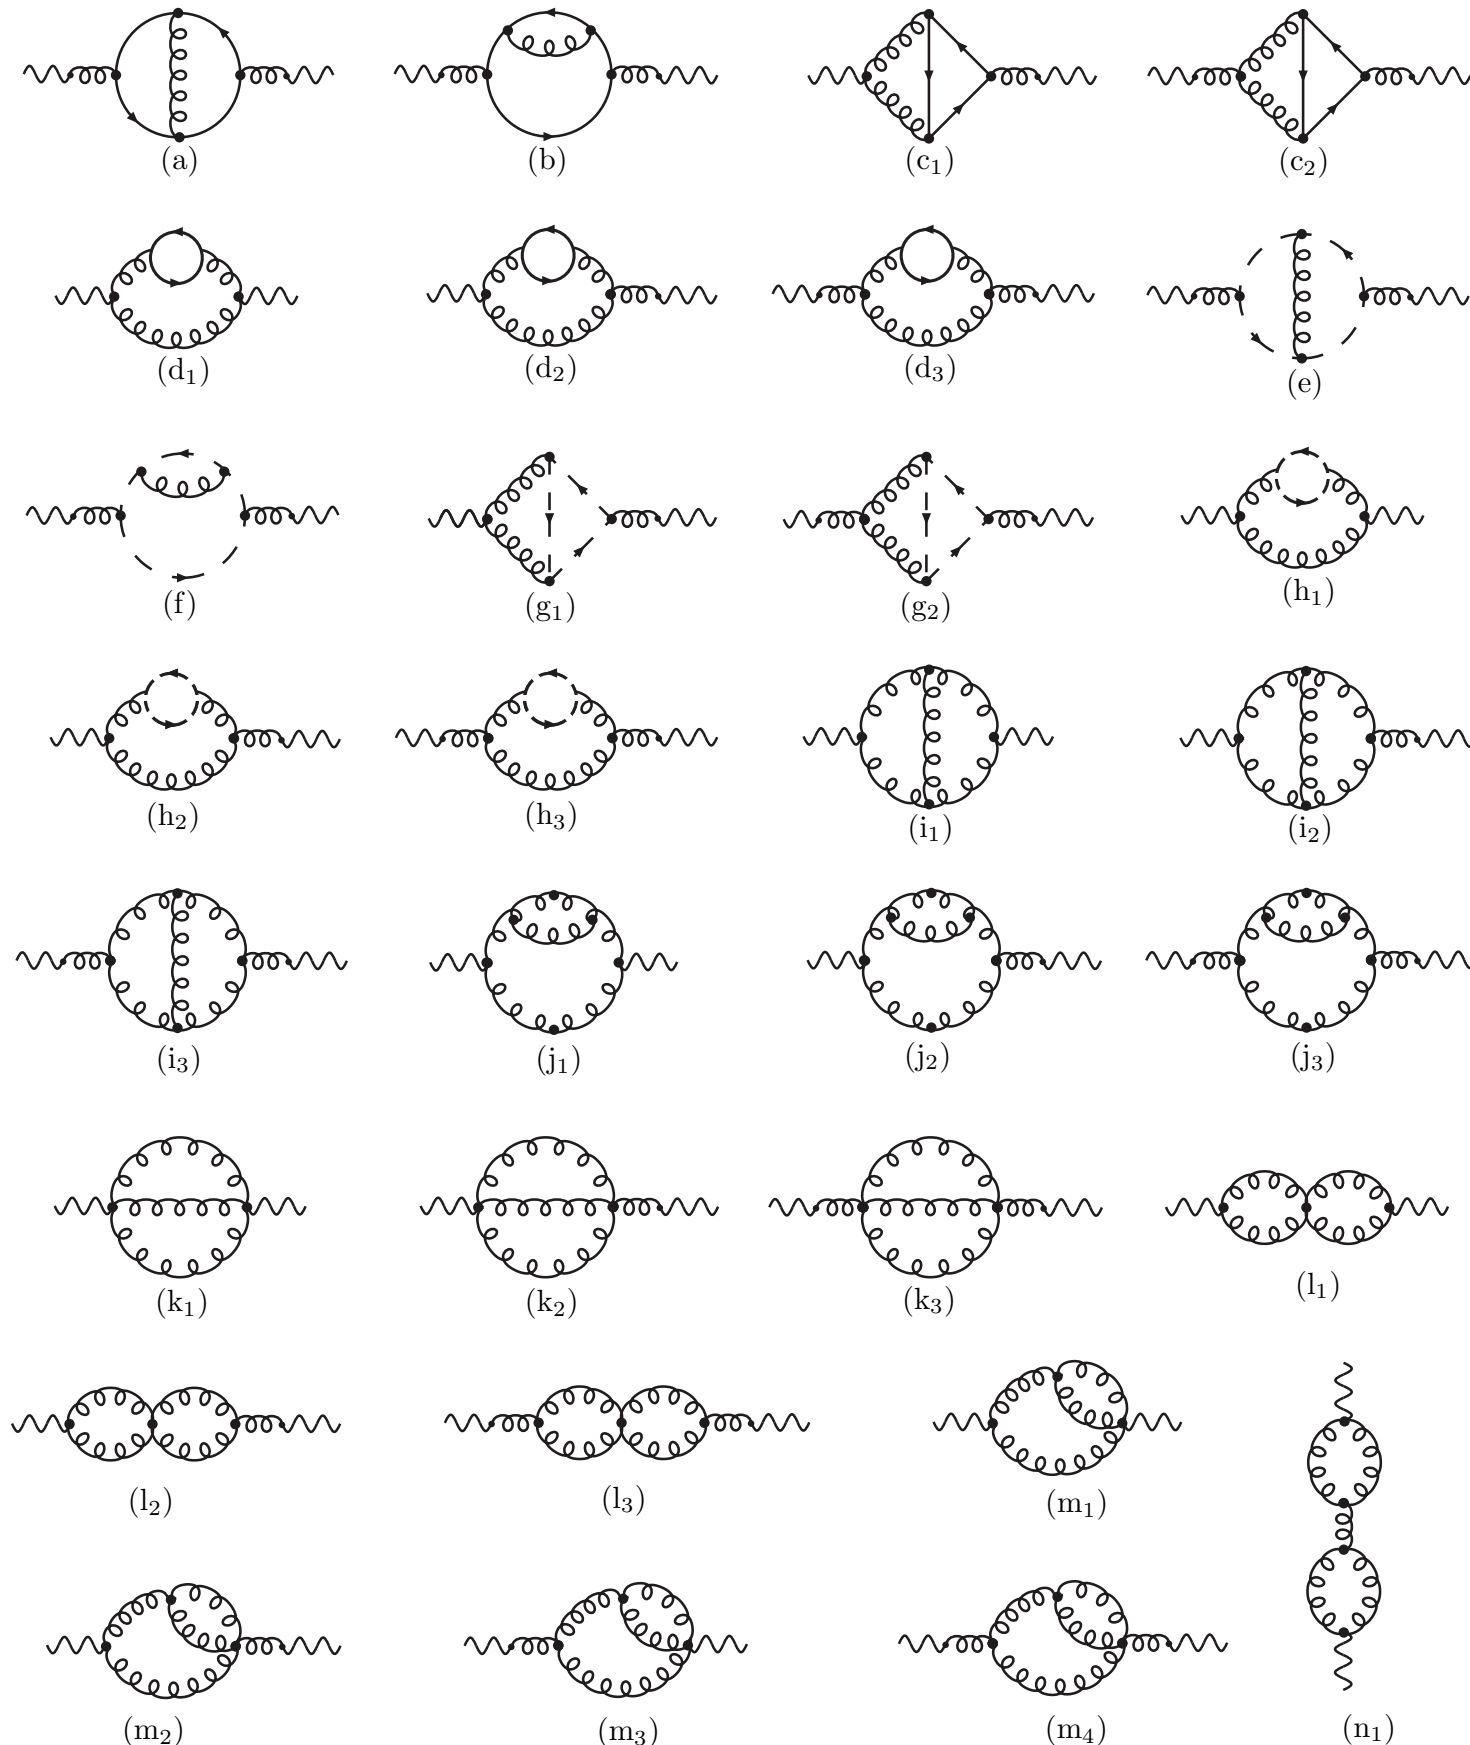 (a) (b) (c₁) (c₂)
(d₁) (d₂) (d₃) (e)
(f) (g₁) (g₂) (h₁)
(h₂) (h₃) (i₁) (i₂)
(i₃) (j₁) (j₂) (j₃)
(k₁) (k₂) (k₃) (l₁)
(l₂) (l₃) (m₁)
(m₂) (m₃) (m₄) (n₁)